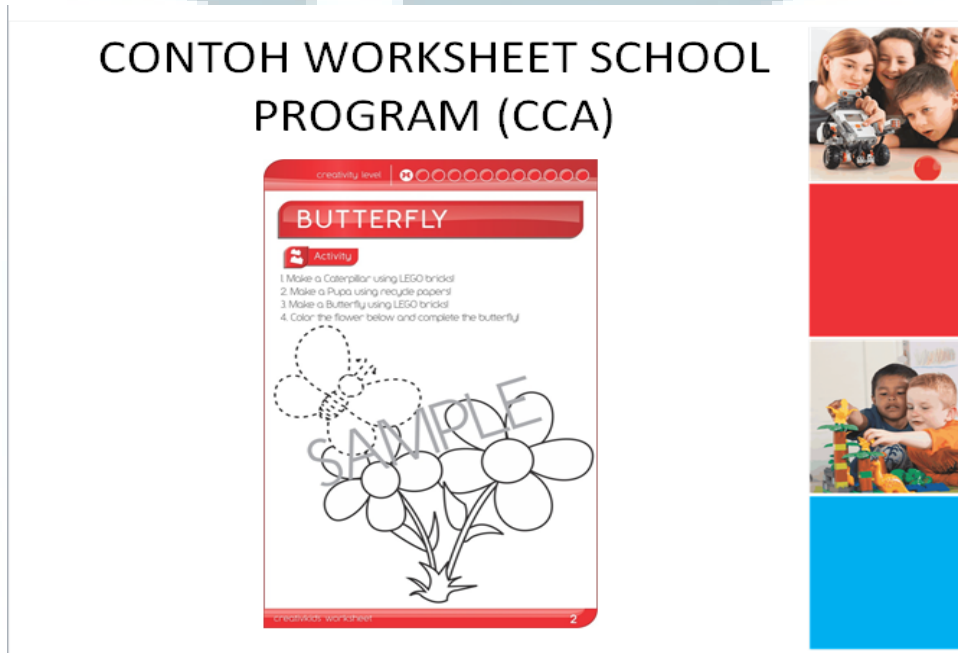 CONTOH WORKSHEET SCHOOL
PROGRAM (CCA)
creativity level
BUTTERFLY
Activity
1. Make a Caterpillar using LEGO bricks!
2. Make a Pupa using recycle papers!
3. Make a Butterfly using LEGO bricks!
4. Color the flower below and complete the butterfly!
SAMPLE
creativkids worksheet
2